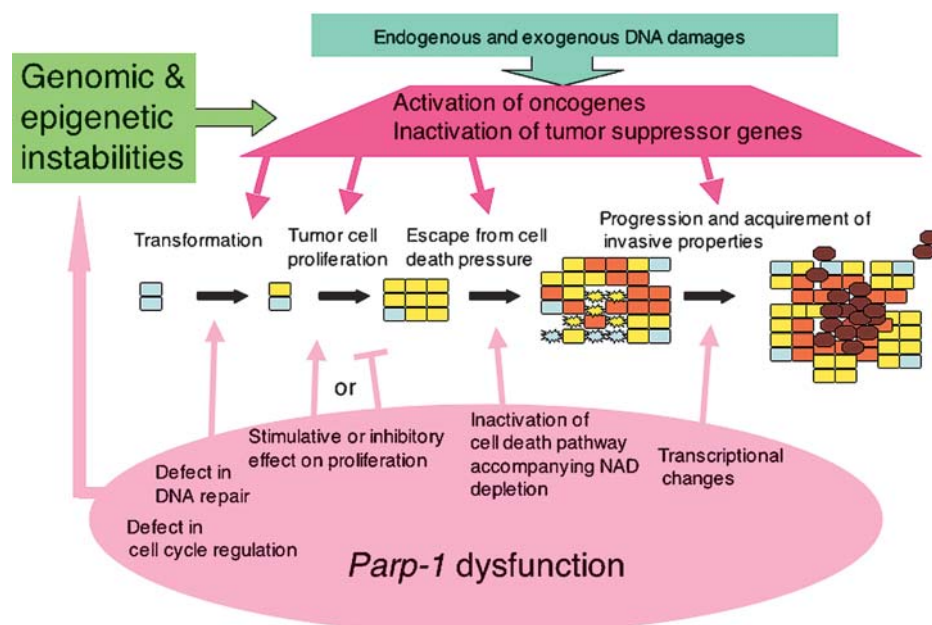 Endogenous and exogenous DNA damages
Genomic &
epigenetic
instabilities
Activation of oncogenes
Inactivation of tumor suppressor genes
Transformation
Tumor cell
proliferation
Escape from cell
death pressure
Progression and acquirement of
invasive properties
or
Defect in
DNA repair
Stimulative or inhibitory
effect on proliferation
Inactivation of
cell death pathway
accompanying NAD
depletion
Transcriptional
changes
Defect in
cell cycle regulation
Parp-1 dysfunction